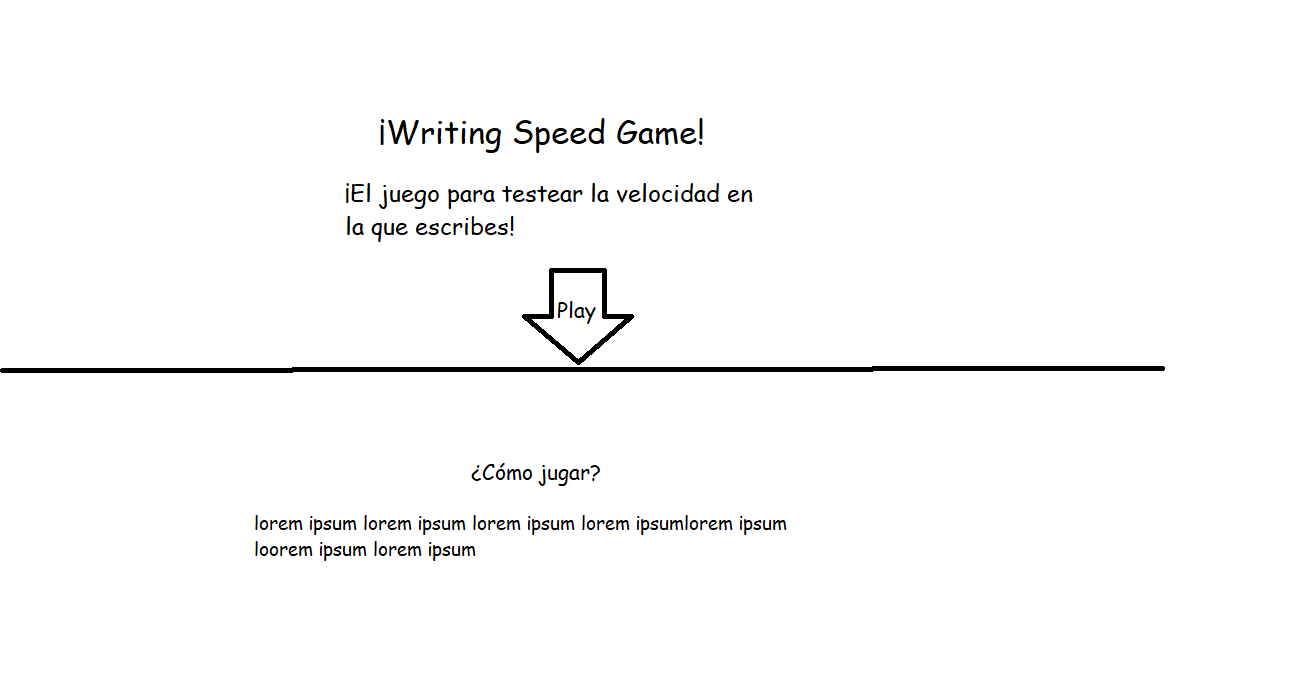 ¡Writing Speed Game!
¡El juego para testear la velocidad en
la que escribes!
Play
¿Cómo jugar?
lorem ipsum lorem ipsum lorem ipsum lorem ipsumlorem ipsum
loorem ipsum lorem ipsum